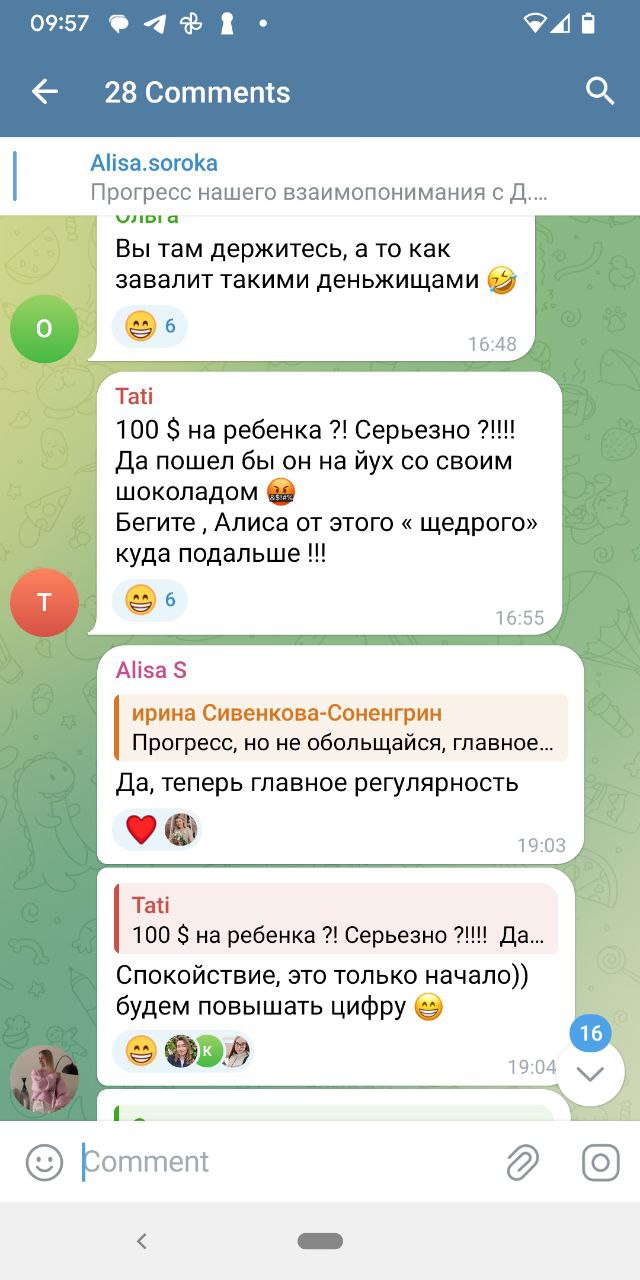 09:57
28 Comments
Alisa.soroka
Прогресс нашего взаимопонимания с Д....
Ольга
Вы там держитесь, а то как
завалит такими деньжищами 🤣
😁 6
16:48
О
Tati
100 $ на ребенка ?! Серьезно ?!!!!
Да пошел бы он на йух со своим
шоколадом 🤬
Бегите , Алиса от этого « щедрого»
куда подальше !!!
😁 6
16:55
T
Alisa S
ирина Сивенкова-Соненгрин
Прогресс, но не обольщайся, главное...
Да, теперь главное регулярность
❤️
19:03
Tati
100 $ на ребенка ?! Серьезно ?!!!! Да...
Спокойствие, это только начало))
будем повышать цифру 😁
😁 K
19:04
16
Comment